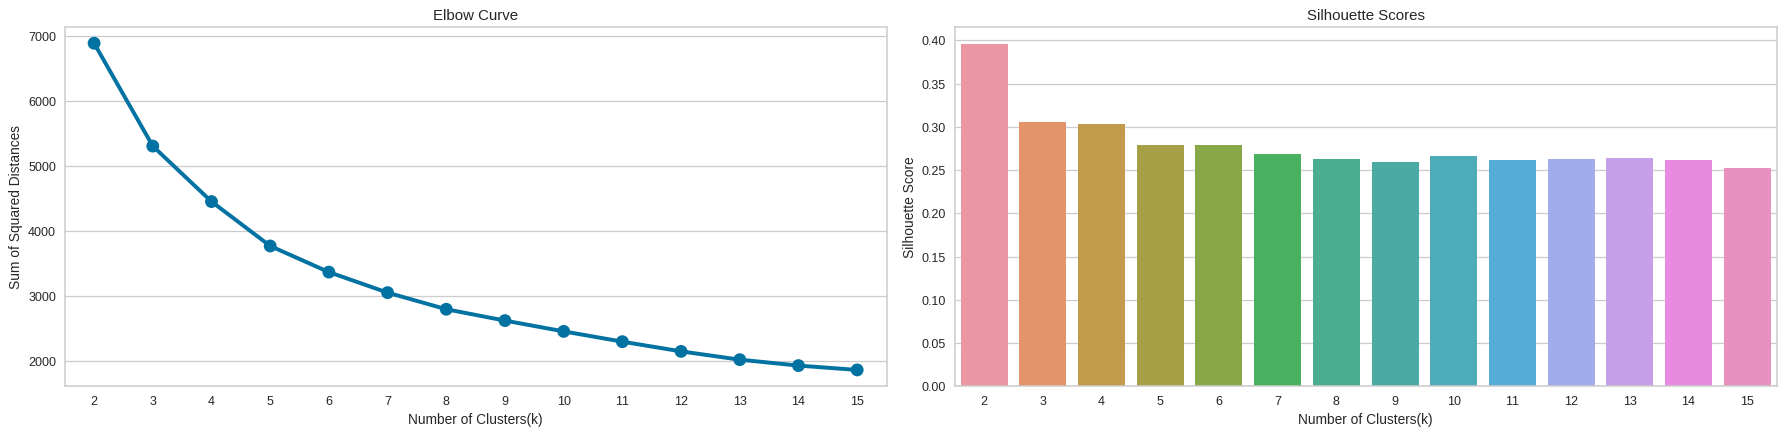 Elbow Curve
7000
6000
5000
4000
3000
2000
Sum of Squared Distances
2 3 4 5 6 7 8 9 10 11 12 13 14 15
Number of Clusters(k)
Silhouette Scores
0.40
0.35
0.30
0.25
0.20
0.15
0.10
0.05
0.00
Silhouette Score
2 3 4 5 6 7 8 9 10 11 12 13 14 15
Number of Clusters(k)